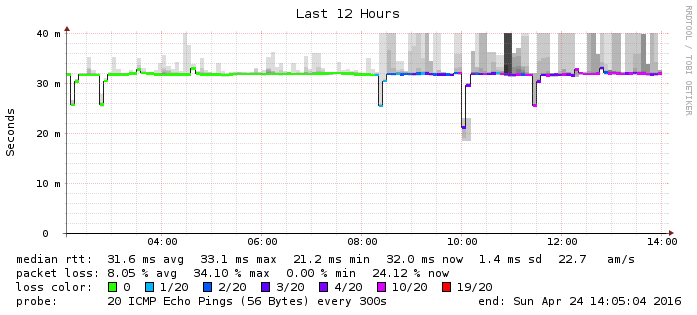 Last 12 Hours
RRDTOOL / TOBI OETIKER
Seconds
40 m
30 m
20 m
10 m
0
04:00 06:00 08:00 10:00 12:00 14:00
median rtt: 31.6 ms avg 33.1 ms max 21.2 ms min 32.0 ms now 1.4 ms sd 22.7 am/s
packet loss: 8.05 % avg 34.10 % max 0.00 % min 24.12 % now
loss color: 0 1/20 2/20 3/20 4/20 10/20 19/20
probe: 20 ICMP Echo Pings (56 Bytes) every 300s end: Sun Apr 24 14:05:04 2016